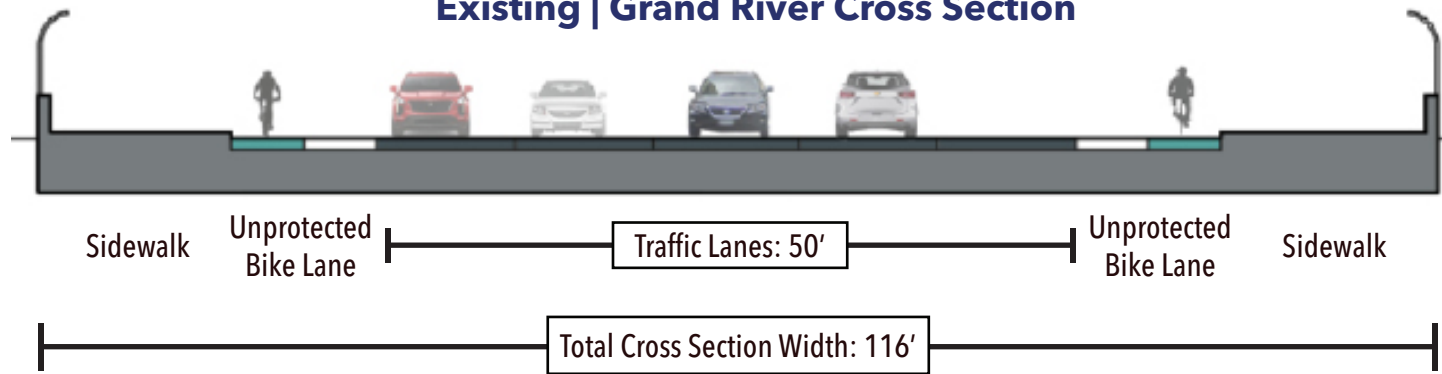 Existing | Grand River Cross Section
Sidewalk
Unprotected
Bike Lane
Traffic Lanes: 50’
Unprotected
Bike Lane
Sidewalk
Total Cross Section Width: 116’